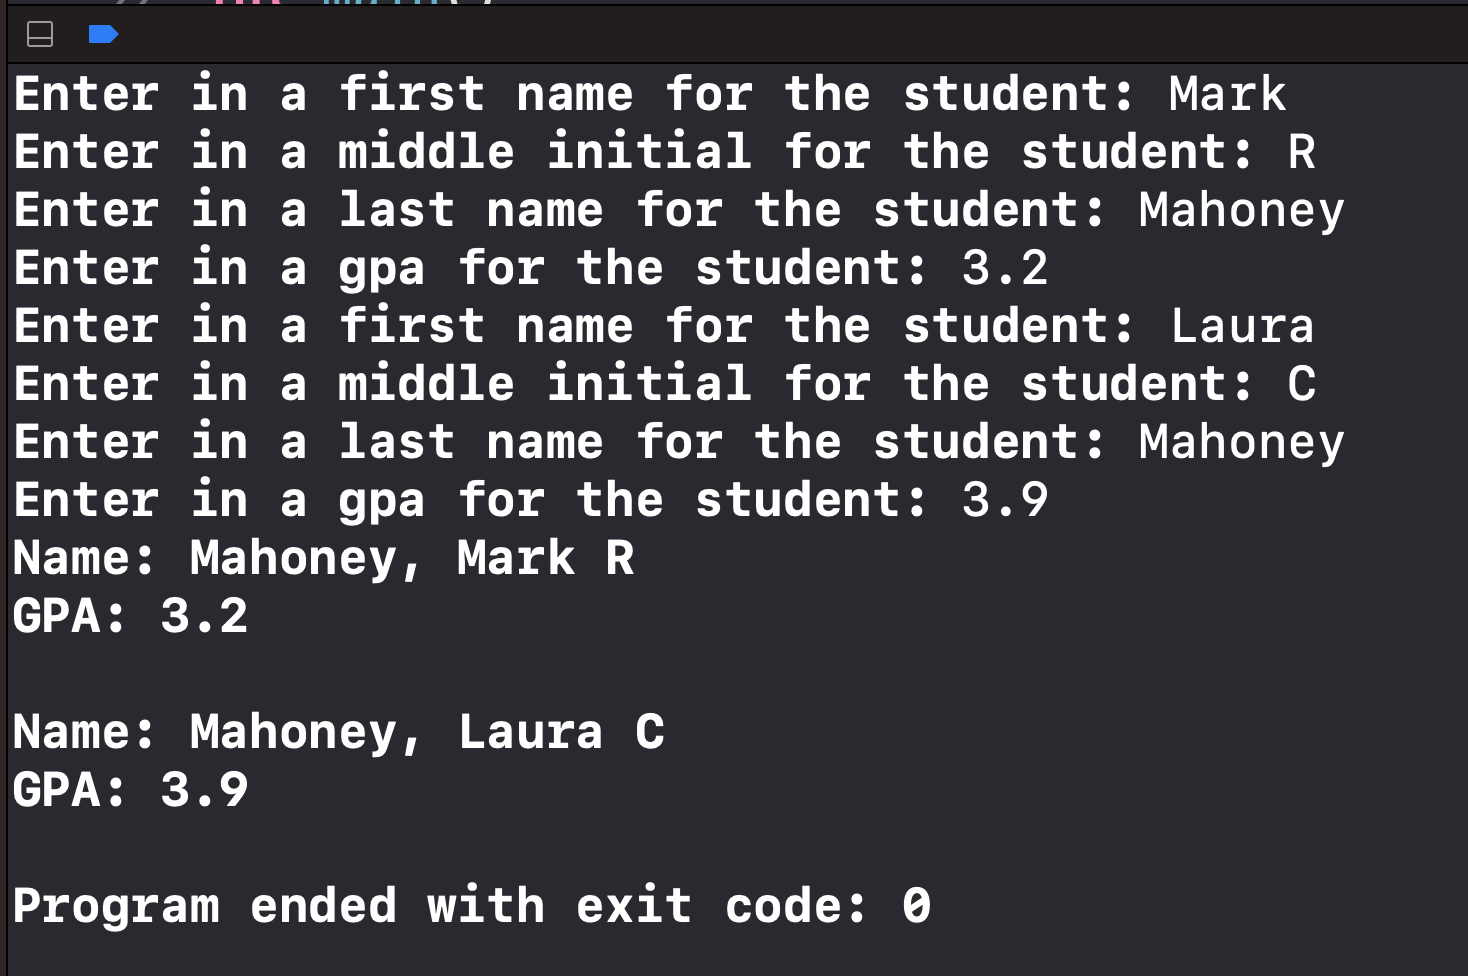 Enter in a first name for the student: Mark
Enter in a middle initial for the student: R
Enter in a last name for the student: Mahoney
Enter in a gpa for the student: 3.2
Enter in a first name for the student: Laura
Enter in a middle initial for the student: C
Enter in a last name for the student: Mahoney
Enter in a gpa for the student: 3.9
Name: Mahoney, Mark R
GPA: 3.2
Name: Mahoney, Laura C
GPA: 3.9
Program ended with exit code: 0